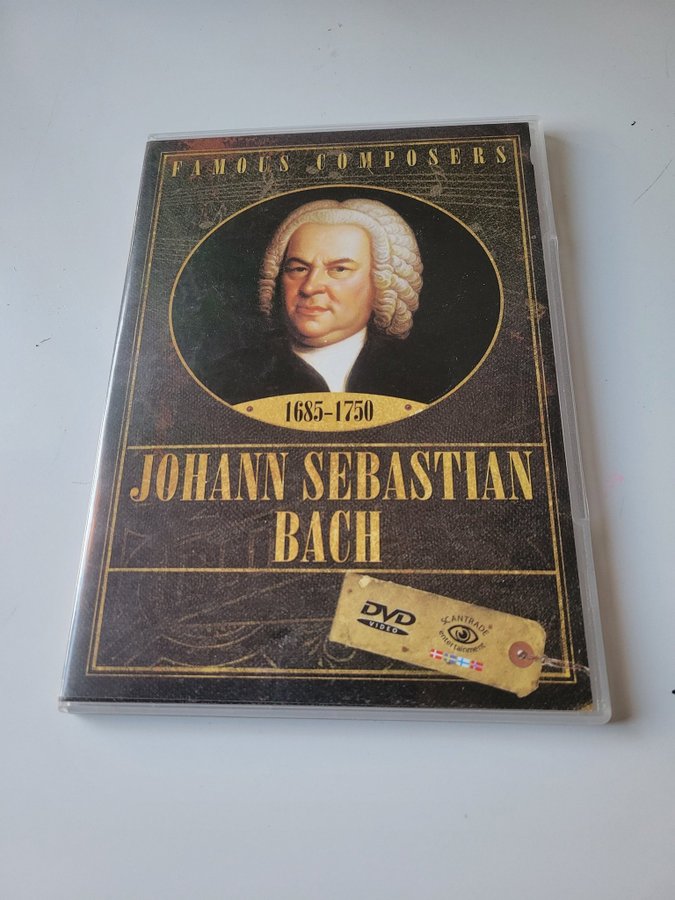 FAMOUS COMPOSERS
1685-1750
JOHANN SEBASTIAN
BACH
DVD
VIDEO
SCANTRADE
entertainment